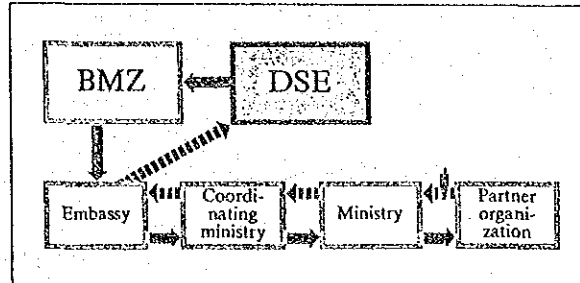 BMZ
DSE
Embassy
Coordi-
nating
ministry
Ministry
Partner
organi-
zation